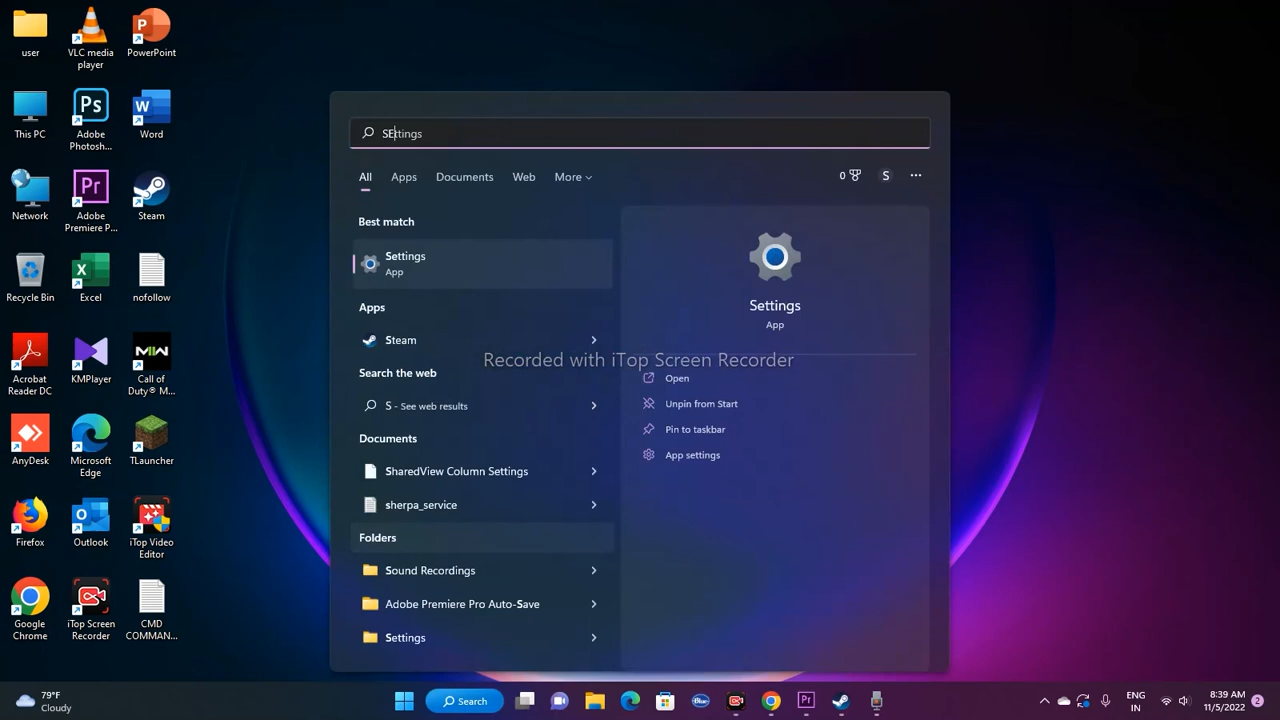 user
VLC media
player
PowerPoint
This PC
Adobe
Photosh...
Word
Network
Adobe
Premiere P...
Steam
Recycle Bin
Excel
nofollow
Acrobat
Reader DC
KMPlayer
Call of
Duty® M...
AnyDesk
Microsoft
Edge
TLauncher
Firefox
Outlook
iTop Video
Editor
Google
Chrome
iTop Screen
Recorder
CMD
COMMAN...
SEttings
All Apps Documents Web More 0 S ...
Best match
Settings
App
Apps
Steam
Search the web
S - See web results
Documents
SharedView Column Settings
sherpa_service
Folders
Sound Recordings
Adobe Premiere Pro Auto-Save
Settings
Settings
App
Recorded with iTop Screen Recorder
Open
Unpin from Start
Pin to taskbar
App settings
79°F
Cloudy
Search
ENG
IN
8:39 AM
11/5/2022
2